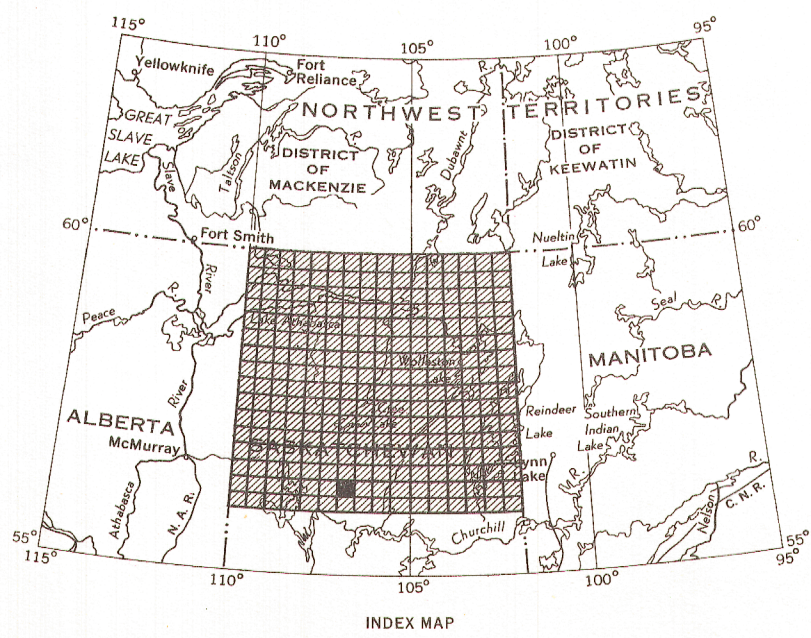 115°
110°
105°
100°
95°
Yellowknife
Fort
Reliance
R.
GREAT
SLAVE
LAKE
NORTHWEST TERRITORIES
DISTRICT
OF
MACKENZIE
DISTRICT
OF
KEEWATIN
Slave
Taltson
Dubawnt
60°
Fort Smith
Nueltin
Lake
60°
River
Peace
R.
Seal
R.
Lake Athabasca
Wollaston
Lake
MANITOBA
River
ALBERTA
McMurray
Reindeer
Lake
Southern
Indian
Lake
SASKATCHEWAN
Lynn
Lake
Athabasca
N. A. R.
H.R.
R.
Nelson
C.N.R.
Churchill
55°
115°
110°
105°
100°
55°
95°
INDEX MAP